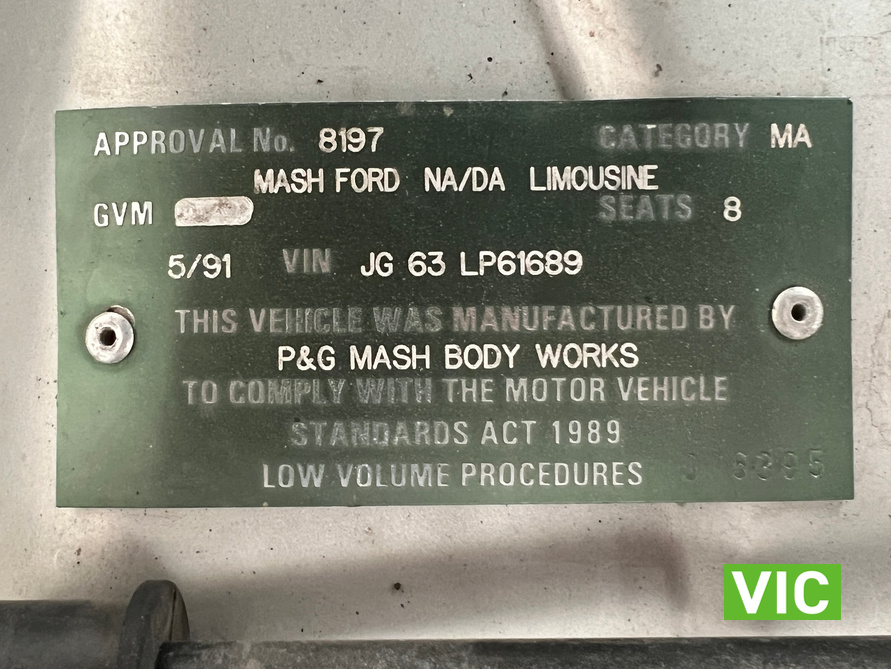 APPROVAL No. 8197 CATEGORY MA
MASH FORD NA/DA LIMOUSINE
GVM SEATS 8
5/91 VIN JG 63 LP61689
THIS VEHICLE WAS MANUFACTURED BY
P&G MASH BODY WORKS
TO COMPLY WITH THE MOTOR VEHICLE
STANDARDS ACT 1989
LOW VOLUME PROCEDURES
VIC